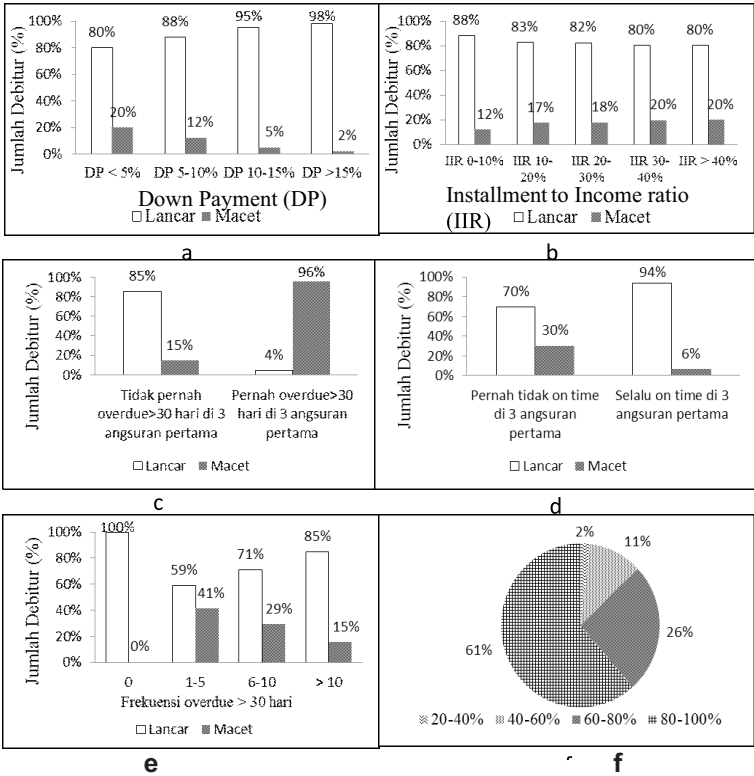 Jumlah Debitur (%)
100%
80%
60%
40%
20%
0%
80%
20%
88%
12%
95%
5%
98%
2%
DP < 5% DP 5-10% DP 10-15% DP >15%
Down Payment (DP)
Lancar Macet
a
Jumlah Debitur (%)
100%
80%
60%
40%
20%
0%
88%
12%
83%
17%
82%
18%
80%
20%
80%
20%
IIR 0-10% IIR 10- IIR 20- IIR 30- IIR > 40%
20% 30% 40%
Installment to Income ratio
(IIR) Lancar Macet
b
Jumlah Debitur (%)
100%
80%
60%
40%
20%
0%
85%
15%
4%
96%
Tidak pernah
overdue>30 hari di 3
angsuran pertama
Pernah overdue>30
hari di 3 angsuran
pertama
Lancar Macet
c
Jumlah Debitur (%)
100%
80%
60%
40%
20%
0%
70%
30%
94%
6%
Pernah tidak on time
di 3 angsuran
pertama
Selalu on time di 3
angsuran pertama
Lancar Macet
d
Jumlah Debitur (%)
100%
80%
60%
40%
20%
0%
100%
0%
59%
41%
71%
29%
85%
15%
0 1-5 6-10 > 10
Frekuensi overdue > 30 hari
Lancar Macet
e
2%
11%
26%
61%
20-40% 40-60% 60-80% 80-100%
f